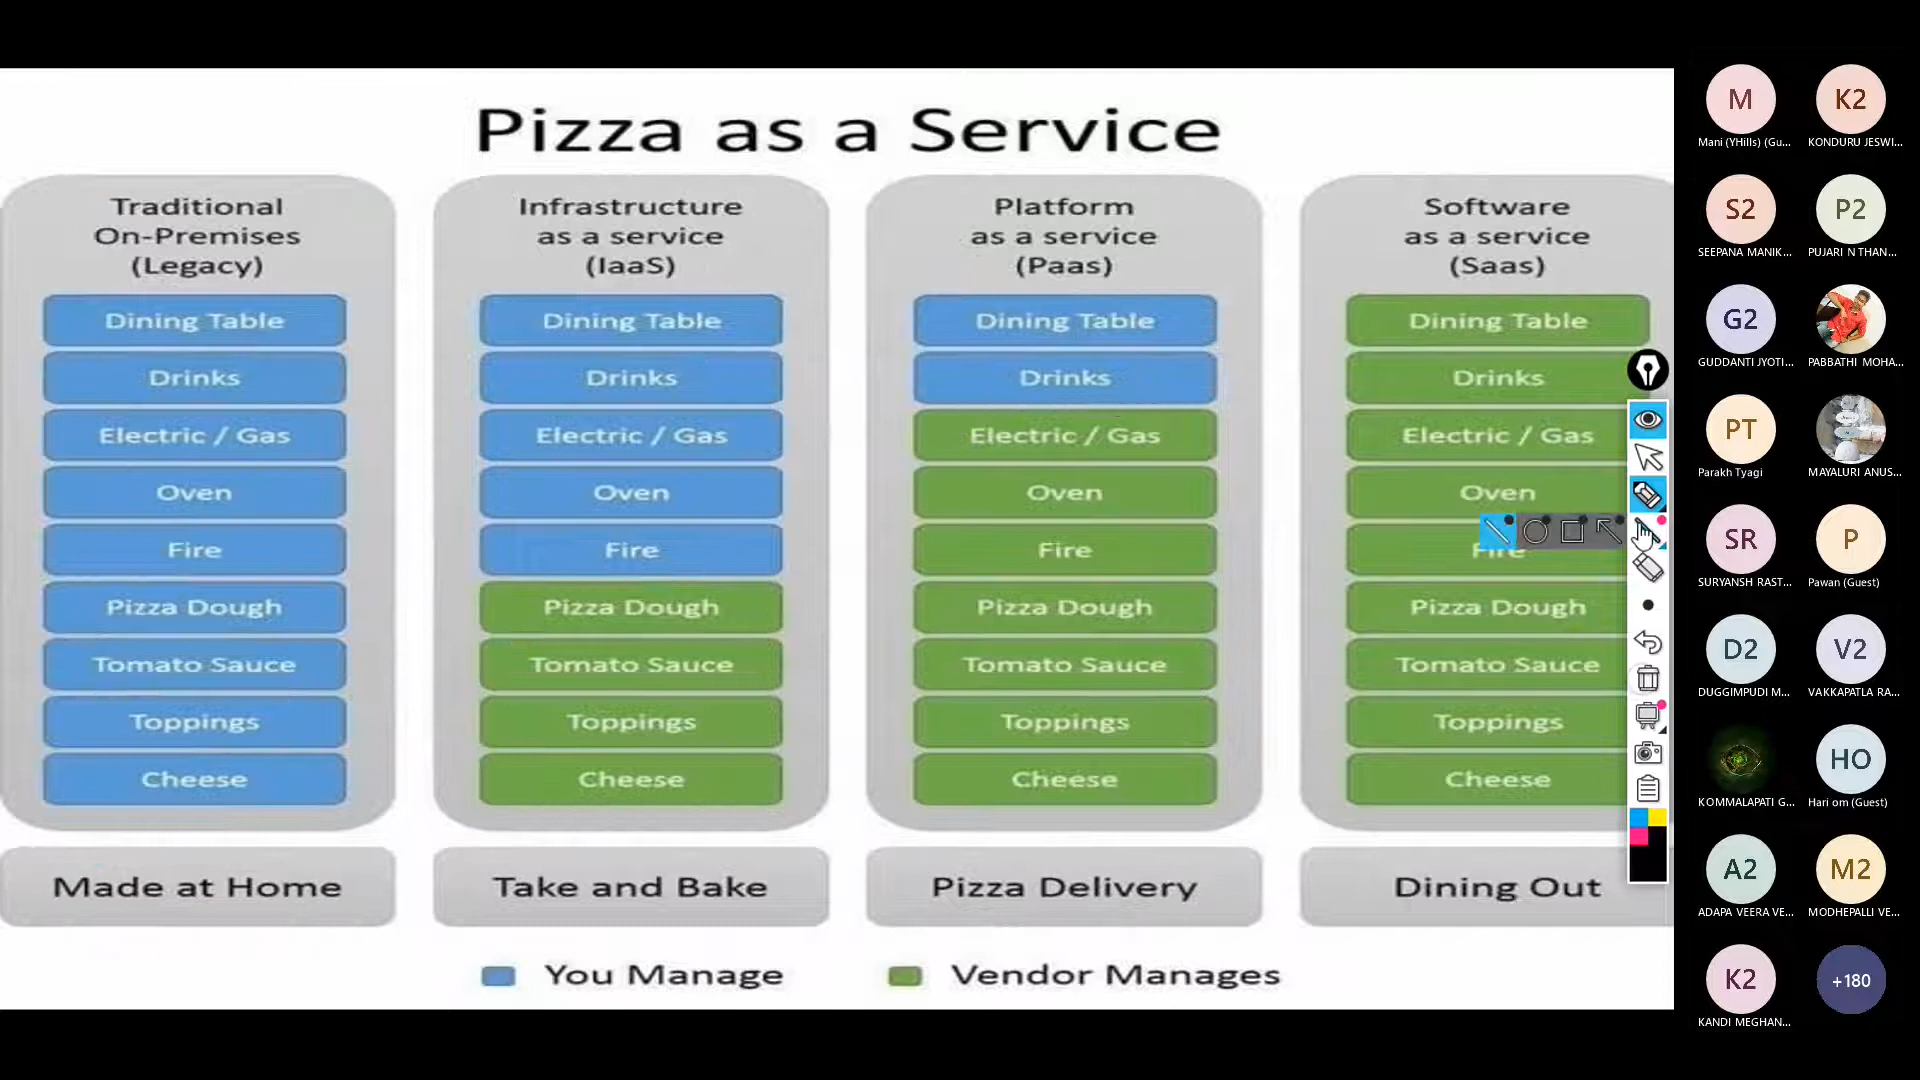 Pizza as a Service
Traditional
On-Premises
(Legacy)
Dining Table
Drinks
Electric / Gas
Oven
Fire
Pizza Dough
Tomato Sauce
Toppings
Cheese
Made at Home
Infrastructure
as a service
(IaaS)
Dining Table
Drinks
Electric / Gas
Oven
Fire
Pizza Dough
Tomato Sauce
Toppings
Cheese
Take and Bake
Platform
as a service
(Paas)
Dining Table
Drinks
Electric / Gas
Oven
Fire
Pizza Dough
Tomato Sauce
Toppings
Cheese
Pizza Delivery
Software
as a service
(Saas)
Dining Table
Drinks
Electric / Gas
Oven
Fire
Pizza Dough
Tomato Sauce
Toppings
Cheese
Dining Out
You Manage
Vendor Manages
M
Mani (YHills) (Gu...
K2
KONDURU JESWI...
S2
SEEPANA MANIK...
P2
PUJARI N THAN...
G2
GUDDANTI JYOTI...
PABBATHI MOHA...
PT
Parakh Tyagi
MAYALURI ANUS...
SR
SURYANSH RAST...
P
Pawan (Guest)
D2
DUGGIMPUDI M...
V2
VAKKAPATLA RA...
KOMMALAPATI G...
HO
Hari om (Guest)
A2
ADAPA VEERA VE...
M2
MODHEPALLI VE...
K2
KANDI MEGHAN...
+180